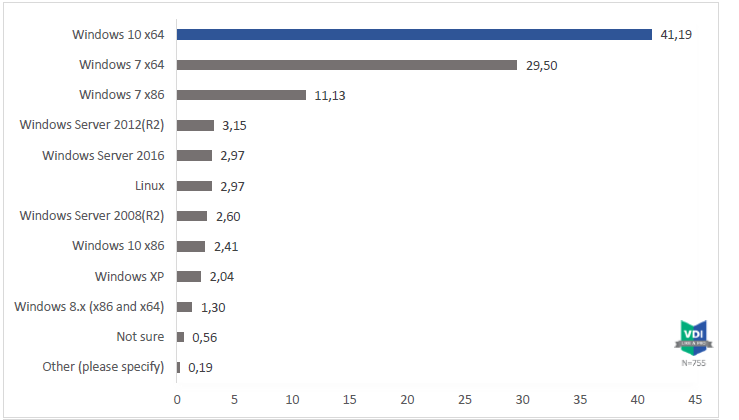 Windows 10 x64 41,19
Windows 7 x64 29,50
Windows 7 x86 11,13
Windows Server 2012(R2) 3,15
Windows Server 2016 2,97
Linux 2,97
Windows Server 2008(R2) 2,60
Windows 10 x86 2,41
Windows XP 2,04
Windows 8.x (x86 and x64) 1,30
Not sure 0,56
Other (please specify) 0,19
0 5 10 15 20 25 30 35 40 45
VDI
LIKE A PRO
N=755